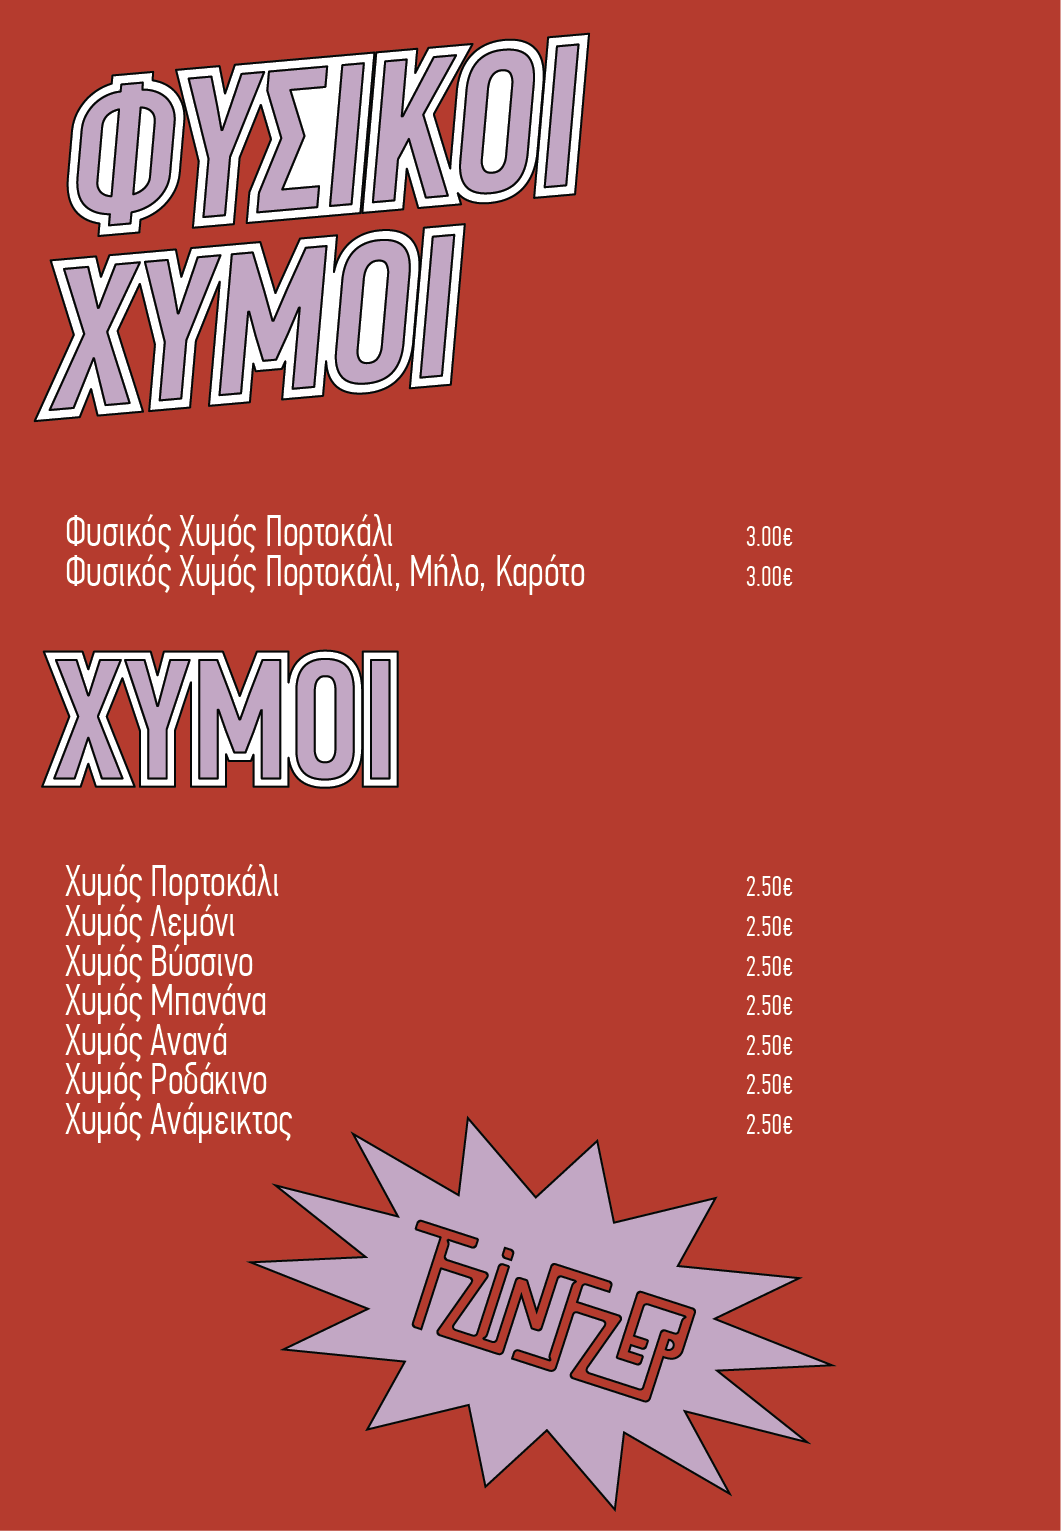 ΦΥΣΙΚΟΙ
ΧΥΜΟΙ
Φυσικός Χυμός Πορτοκάλι 3.00€
Φυσικός Χυμός Πορτοκάλι, Μήλο, Καρότο 3.00€
ΧΥΜΟΙ
Χυμός Πορτοκάλι 2.50€
Χυμός Λεμόνι 2.50€
Χυμός Βύσσινο 2.50€
Χυμός Μπανάνα 2.50€
Χυμός Ανανά 2.50€
Χυμός Ροδάκινο 2.50€
Χυμός Ανάμεικτος 2.50€
ΤΖΙΝΤΖΕΡ